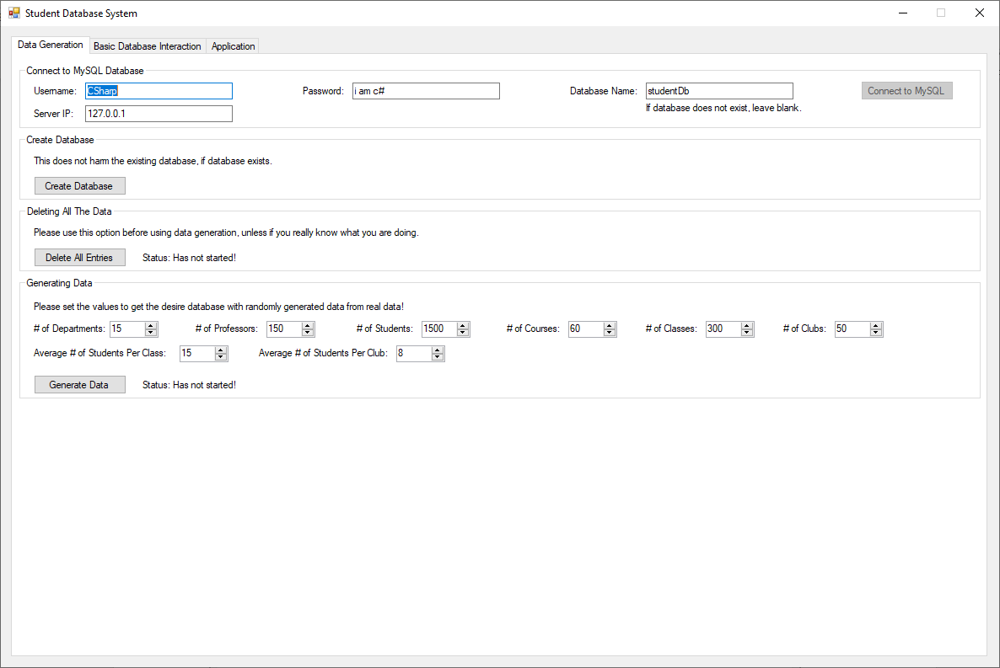 Student Database System
Data Generation Basic Database Interaction Application
Connect to MySQL Database
Username: CSharp Password: i am c# Database Name: studentDb Connect to MySQL
If database does not exist, leave blank.
Server IP: 127.0.0.1
Create Database
This does not harm the existing database, if database exists.
Create Database
Deleting All The Data
Please use this option before using data generation, unless if you really know what you are doing.
Delete All Entries Status: Has not started!
Generating Data
Please set the values to get the desire database with randomly generated data from real data!
# of Departments: 15 # of Professors: 150 # of Students: 1500 # of Courses: 60 # of Classes: 300 # of Clubs: 50
Average # of Students Per Class: 15 Average # of Students Per Club: 8
Generate Data Status: Has not started!